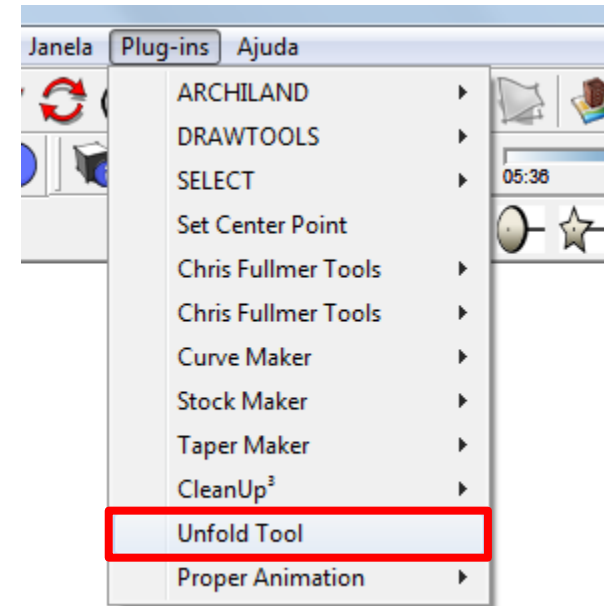 Janela Plug-ins Ajuda
ARCHILAND
DRAWTOOLS
SELECT
05:36
Set Center Point
Chris Fullmer Tools
Chris Fullmer Tools
Curve Maker
Stock Maker
Taper Maker
CleanUp³
Unfold Tool
Proper Animation